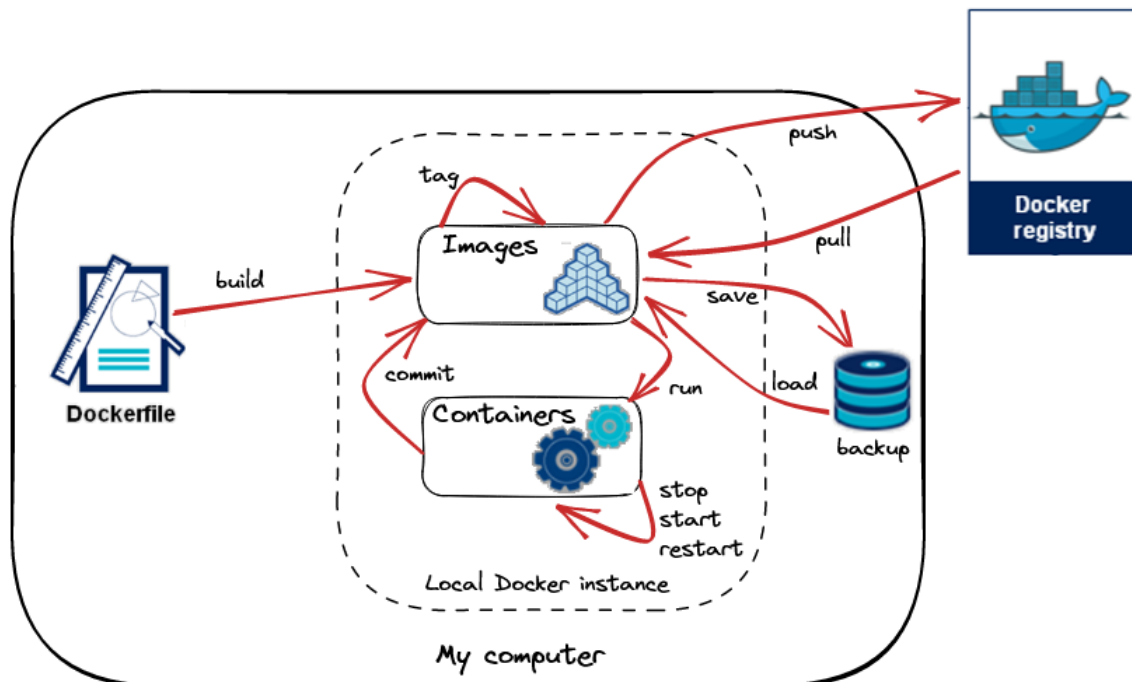 push
Docker
registry
tag
Images
pull
build
save
commit
run
load
Containers
Dockerfile
backup
stop
start
restart
Local Docker instance
My computer